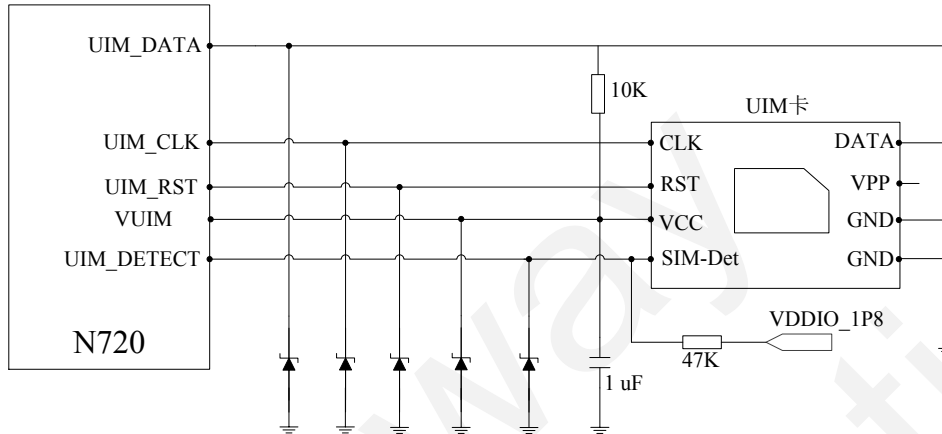 UIM_DATA
10K
UIM卡
UIM_CLK
CLK
DATA
UIM_RST
RST
VPP
VUIM
VCC
GND
UIM_DETECT
SIM-Det
GND
VDDIO_1P8
N720
47K
1 uF
way